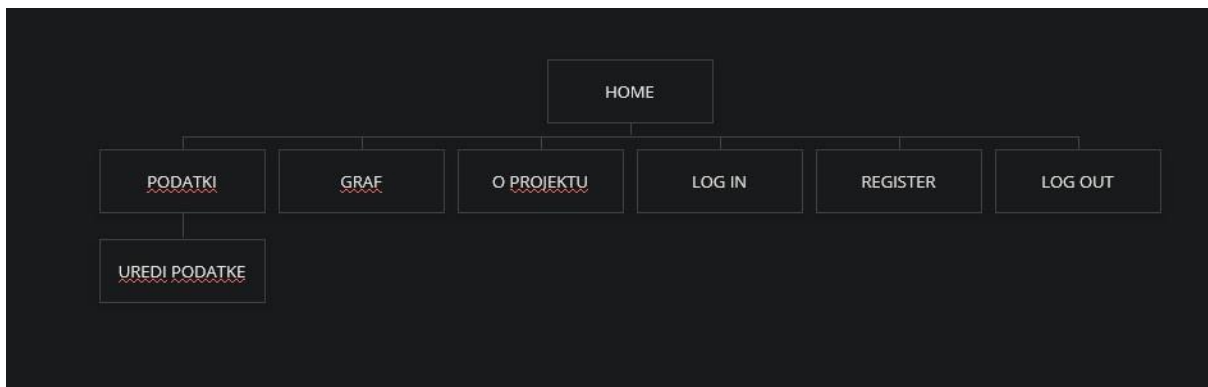 HOME
PODATKI
GRAF
O PROJEKTU
LOG IN
REGISTER
LOG OUT
UREDI PODATKE